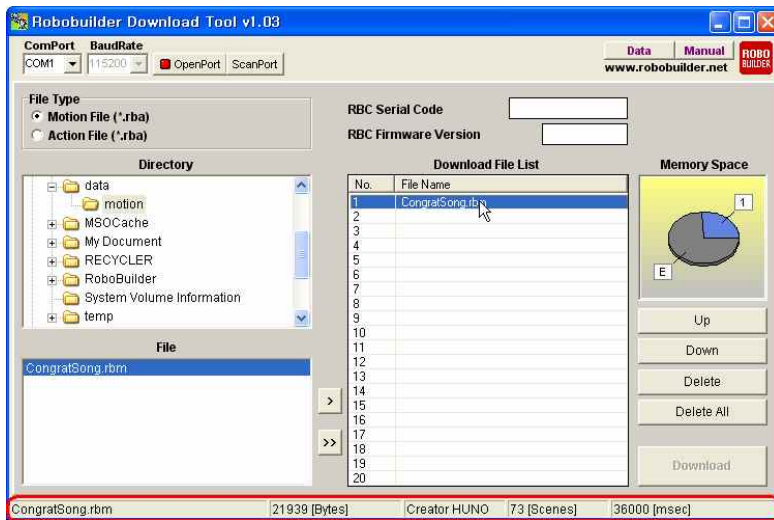 Robobuilder Download Tool v1.03
ComPort BaudRate
COM1 115200 OpenPort ScanPort
Data Manual
www.robobuilder.net
ROBO
BUILDER
File Type
Motion File (*.rba)
Action File (*.rba)
RBC Serial Code
RBC Firmware Version
Directory
data
motion
MSOCache
My Document
RECYCLER
RoboBuilder
System Volume Information
temp
File
CongratSong.rbm
>
>>
Download File List
No. File Name
1 CongratSong.rbm
2
3
4
5
6
7
8
9
10
11
12
13
14
15
16
17
18
19
20
Memory Space
1
E
Up
Down
Delete
Delete All
Download
CongratSong.rbm 21939 [Bytes] Creator HUNO 73 [Scenes] 36000 [msec]